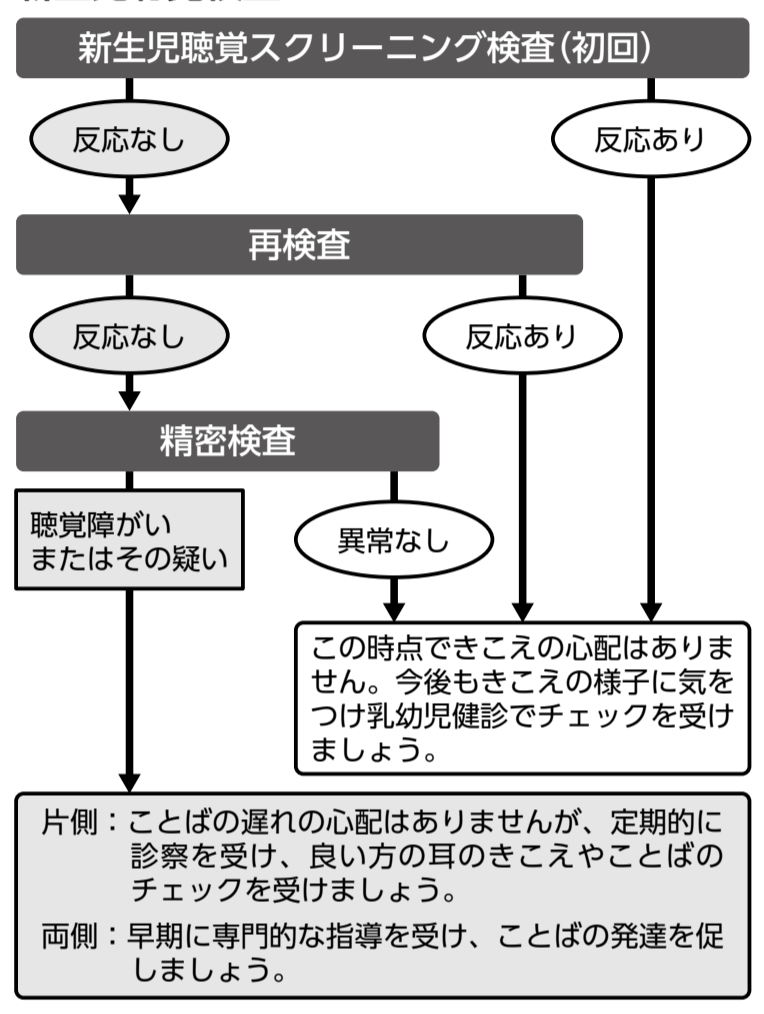 新生児聴覚スクリーニング検査（初回）
反応なし
反応あり
再検査
反応なし
反応あり
精密検査
聴覚障がい
またはその疑い
異常なし
この時点できこえの心配はありま
せん。今後もきこえの様子に気を
つけ乳幼児健診でチェックを受け
ましょう。
片側：ことばの遅れの心配はありませんが、定期的に
診察を受け、良い方の耳のきこえやことばの
チェックを受けましょう。
両側：早期に専門的な指導を受け、ことばの発達を促
しましょう。